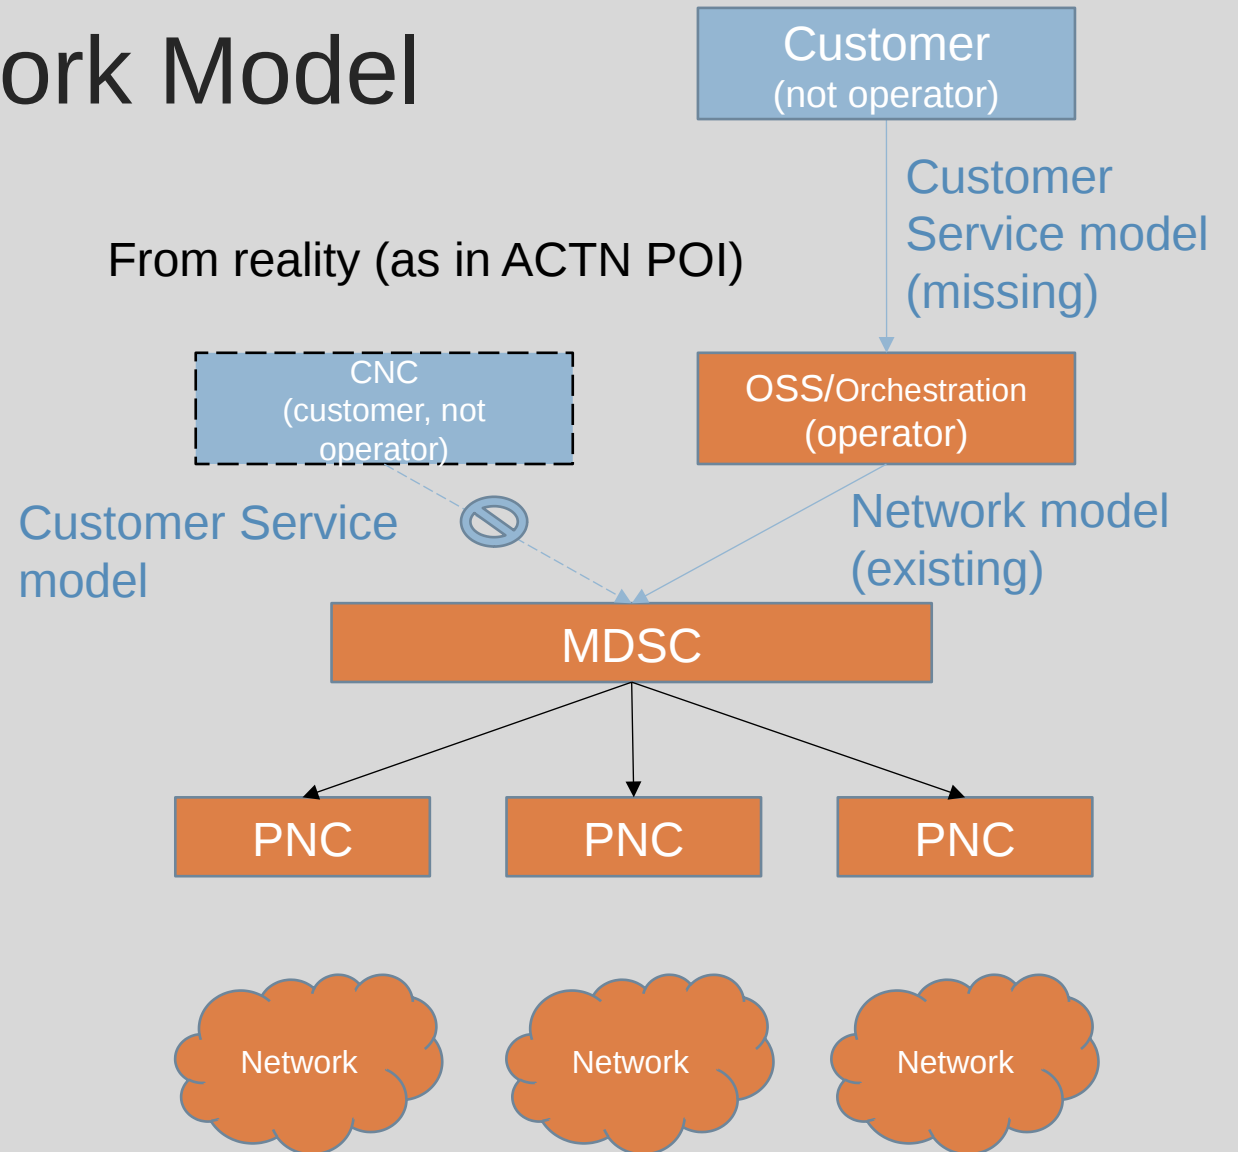 ork Model
Customer
(not operator)
Customer
Service model
(missing)
From reality (as in ACTN POI)
CNC
(customer, not
operator)
OSS/Orchestration
(operator)
Customer Service
model
Network model
(existing)
MDSC
PNC
PNC
PNC
Network
Network
Network